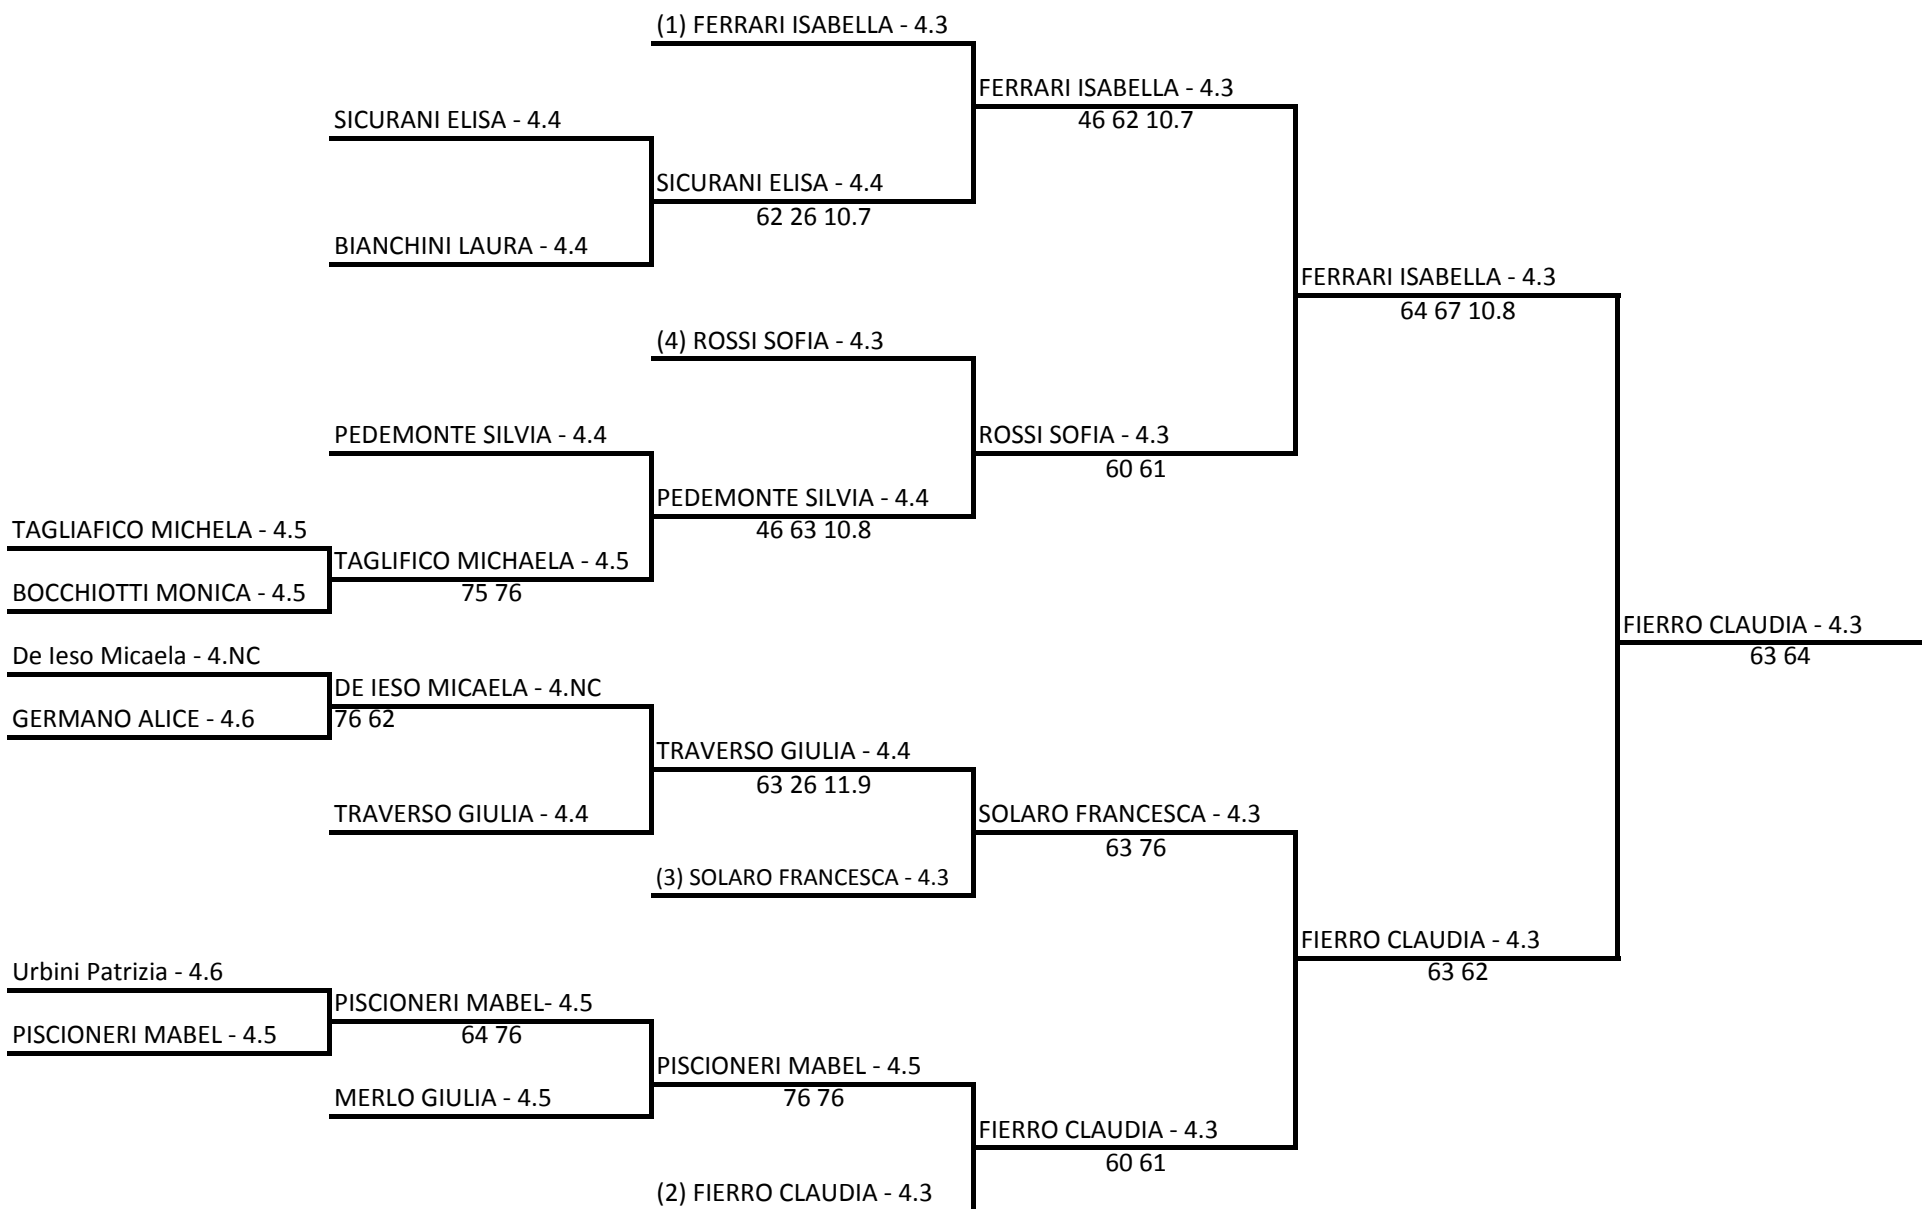 (1) FERRARI ISABELLA - 4.3
FERRARI ISABELLA - 4.3
SICURANI ELISA - 4.4
46 62 10.7
SICURANI ELISA - 4.4
62 26 10.7
BIANCHINI LAURA - 4.4
FERRARI ISABELLA - 4.3
64 67 10.8
(4) ROSSI SOFIA - 4.3
PEDEMONTE SILVIA - 4.4
ROSSI SOFIA - 4.3
60 61
PEDEMONTE SILVIA - 4.4
TAGLIAFICO MICHELA - 4.5
46 63 10.8
TAGLIFICO MICHAELA - 4.5
BOCCHIOTTI MONICA - 4.5
75 76
FIERRO CLAUDIA - 4.3
De Ieso Micaela - 4.NC
63 64
DE IESO MICAELA - 4.NC
GERMANO ALICE - 4.6
76 62
TRAVERSO GIULIA - 4.4
63 26 11.9
TRAVERSO GIULIA - 4.4
SOLARO FRANCESCA - 4.3
63 76
(3) SOLARO FRANCESCA - 4.3
FIERRO CLAUDIA - 4.3
Urbini Patrizia - 4.6
63 62
PISCIONERI MABEL- 4.5
PISCIONERI MABEL - 4.5
64 76
PISCIONERI MABEL - 4.5
MERLO GIULIA - 4.5
76 76
FIERRO CLAUDIA - 4.3
60 61
(2) FIERRO CLAUDIA - 4.3